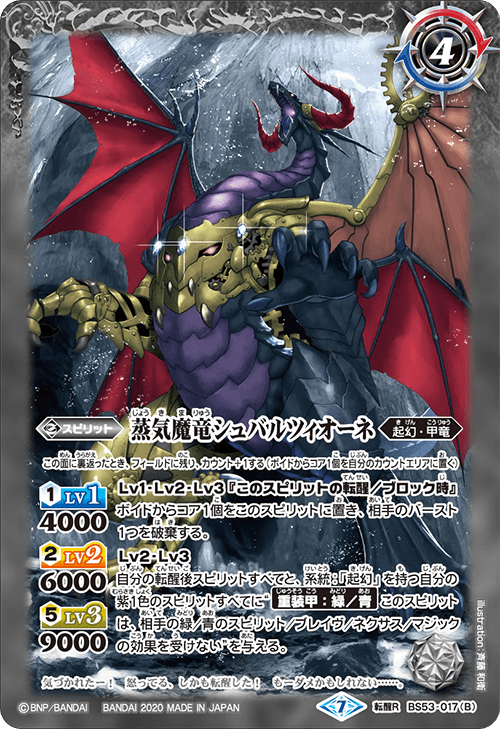 4
スピリット 蒸気魔竜シュバルツィオーネ 起幻・甲竜
この面に裏返ったとき、フィールドに残り、カウント+1する(ボイドからコア1個を自分のカウントエリアに置く)
1 LV1 4000
2 LV2 6000
5 LV3 9000
Lv1・Lv2・Lv3『このスピリットの転醒/ブロック時』
ボイドからコア1個をこのスピリットに置き、相手のバースト
1つを破棄する。
Lv2・Lv3
自分の転醒後スピリットすべてと、系統:「起幻」を持つ自分の
紫1色のスピリットすべてに“重装甲:緑/青 このスピリット
は、相手の緑/青のスピリット/ブレイヴ/ネクサス/マジック
の効果を受けない”を与える。
気づかれたー! 怒ってる、しかも転醒した! もーダメかもしれない…。
illustration:斉藤 和衛
©BNP/BANDAI BANDAI 2020 MADE IN JAPAN 7 転醒R BS53-017(B)